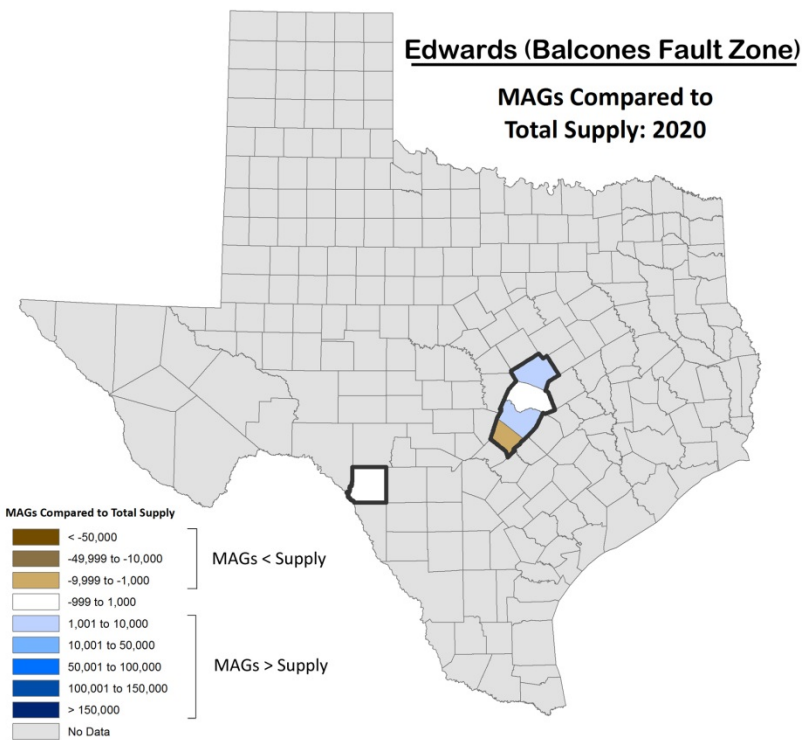 Edwards (Balcones Fault Zone)
MAGs Compared to
Total Supply: 2020
MAGs Compared to Total Supply
< -50,000
-49,999 to -10,000
-9,999 to -1,000
MAGs < Supply
-999 to 1,000
1,001 to 10,000
10,001 to 50,000
50,001 to 100,000
100,001 to 150,000
> 150,000
MAGs > Supply
No Data